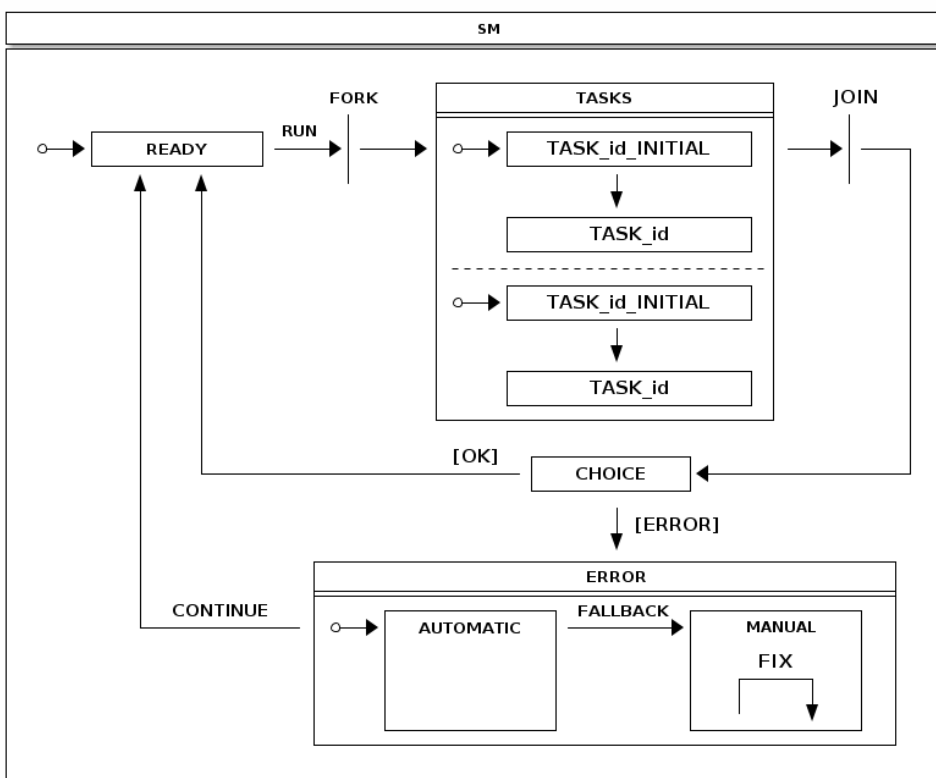 SM
FORK
TASKS
JOIN
RUN
READY
TASK_id_INITIAL
TASK_id
TASK_id_INITIAL
TASK_id
[OK]
CHOICE
[ERROR]
ERROR
CONTINUE
AUTOMATIC
FALLBACK
MANUAL
FIX